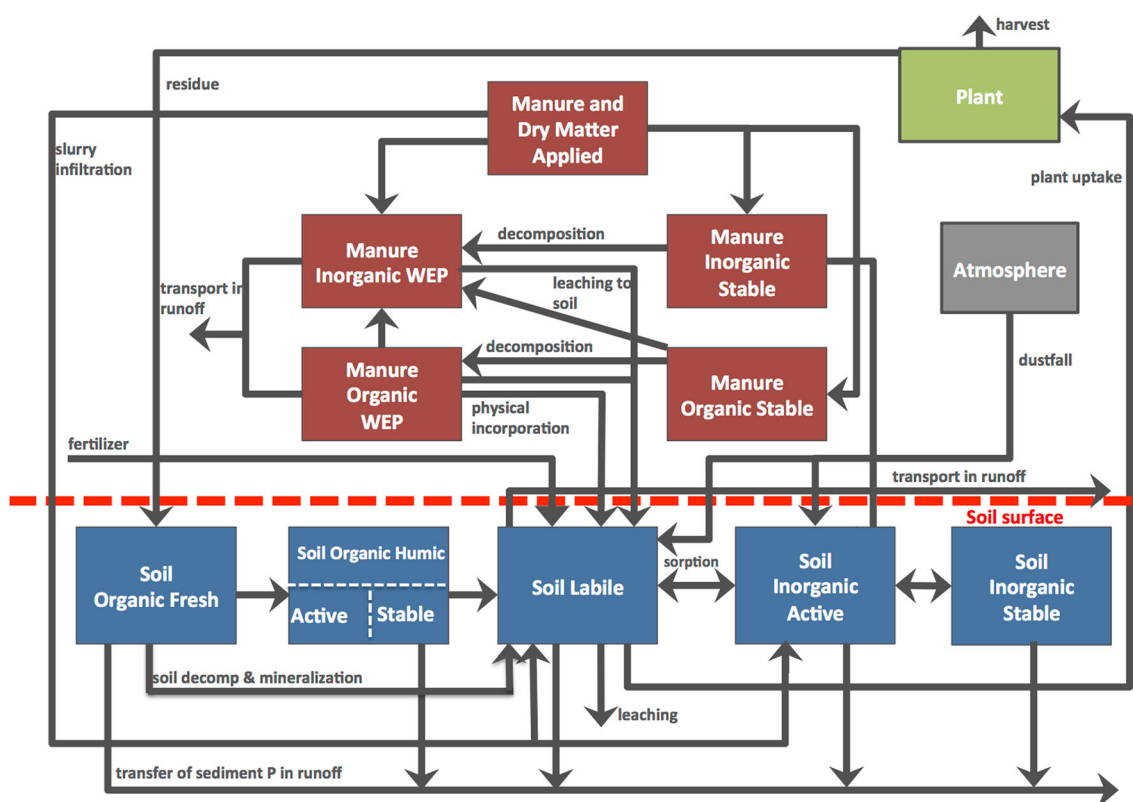 harvest
residue
Plant
Manure and
Dry Matter
Applied
slurry
infiltration
plant uptake
Manure
Inorganic WEP
decomposition
Manure
Inorganic
Stable
Atmosphere
transport in
runoff
leaching to
soil
decomposition
dustfall
Manure
Organic
WEP
Manure
Organic Stable
physical
incorporation
fertilizer
transport in runoff
Soil surface
Soil
Organic Fresh
Soil Organic Humic
Active
Stable
Soil Labile
sorption
Soil
Inorganic
Active
Soil
Inorganic
Stable
soil decomp & mineralization
leaching
transfer of sediment P in runoff